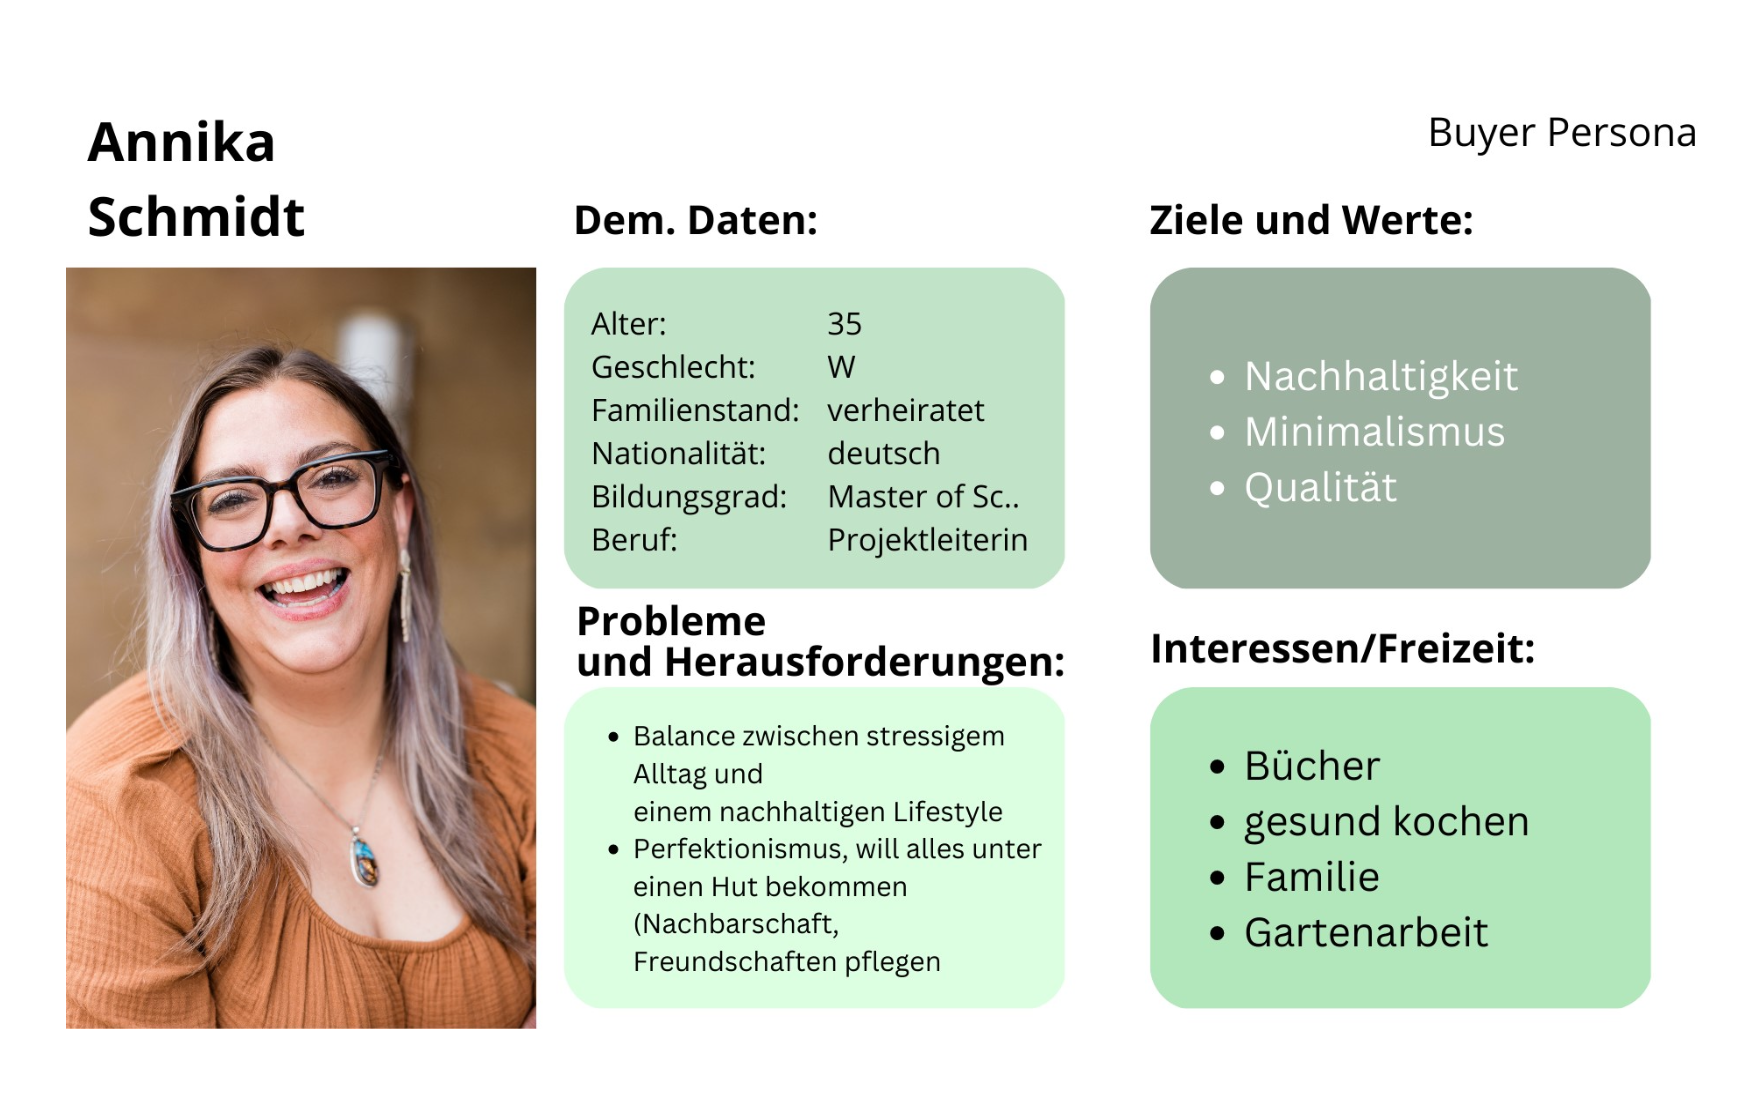 Annika
Schmidt
Buyer Persona
Dem. Daten:
Alter: 35
Geschlecht: W
Familienstand: verheiratet
Nationalität: deutsch
Bildungsgrad: Master of Sc..
Beruf: Projektleiterin
Ziele und Werte:
Nachhaltigkeit
Minimalismus
Qualität
Probleme
und Herausforderungen:
Balance zwischen stressigem
Alltag und
einem nachhaltigen Lifestyle
Perfektionismus, will alles unter
einen Hut bekommen
(Nachbarschaft,
Freundschaften pflegen
Interessen/Freizeit:
Bücher
gesund kochen
Familie
Gartenarbeit